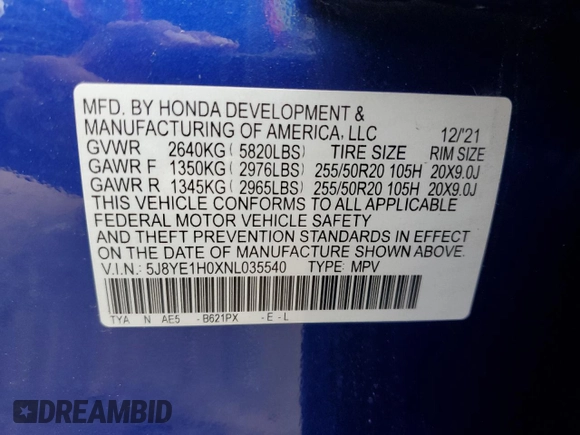 MFD. BY HONDA DEVELOPMENT &
MANUFACTURING OF AMERICA, LLC 12/'21
GVWR 2640KG ( 5820LBS) TIRE SIZE RIM SIZE
GAWR F 1350KG ( 2976LBS) 255/50R20 105H 20X9.0J
GAWR R 1345KG ( 2965LBS) 255/50R20 105H 20X9.0J
THIS VEHICLE CONFORMS TO ALL APPLICABLE
FEDERAL MOTOR VEHICLE SAFETY
AND THEFT PREVENTION STANDARDS IN EFFECT
ON THE DATE OF MANUFACTURE SHOWN ABOVE.
V.I.N.: 5J8YE1H0XNL035540 TYPE: MPV
TYA N AE5 - B621PX - E - L
DREAMBID